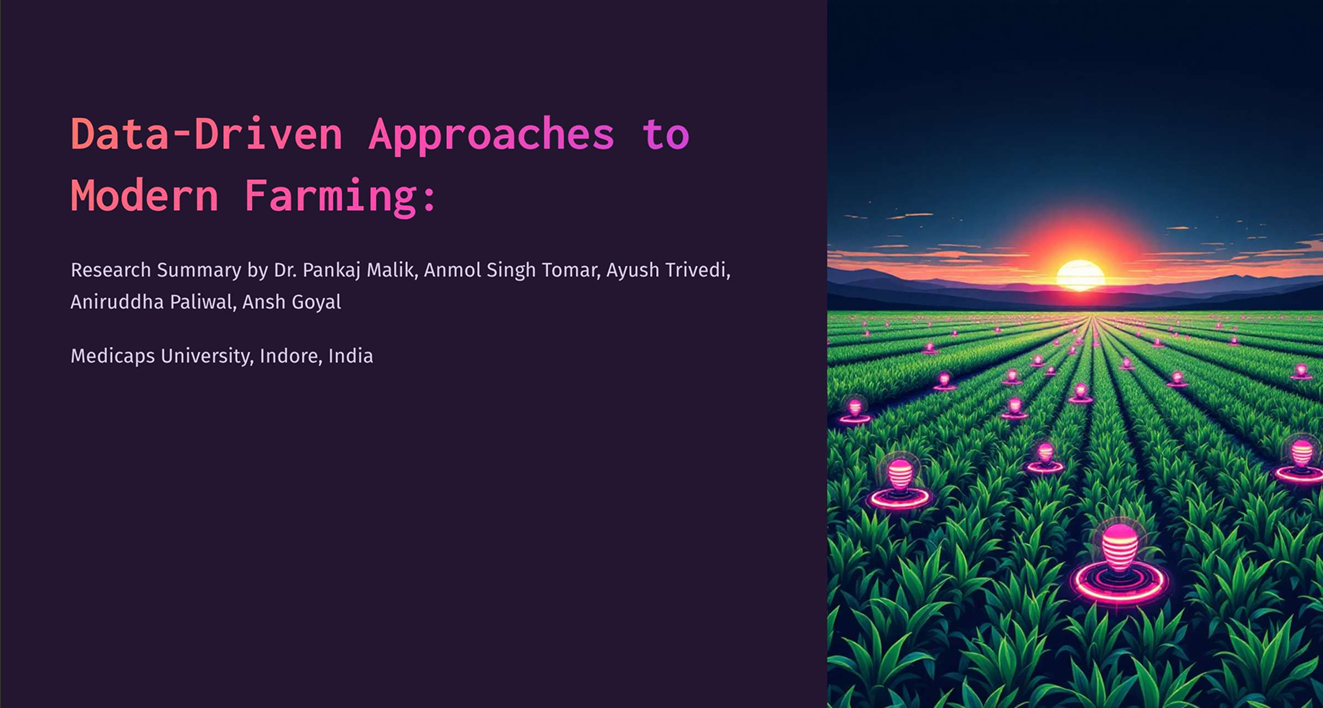 Data-Driven Approaches to
Modern Farming:
Research Summary by Dr. Pankaj Malik, Anmol Singh Tomar, Ayush Trivedi,
Aniruddha Paliwal, Ansh Goyal
Medicaps University, Indore, India